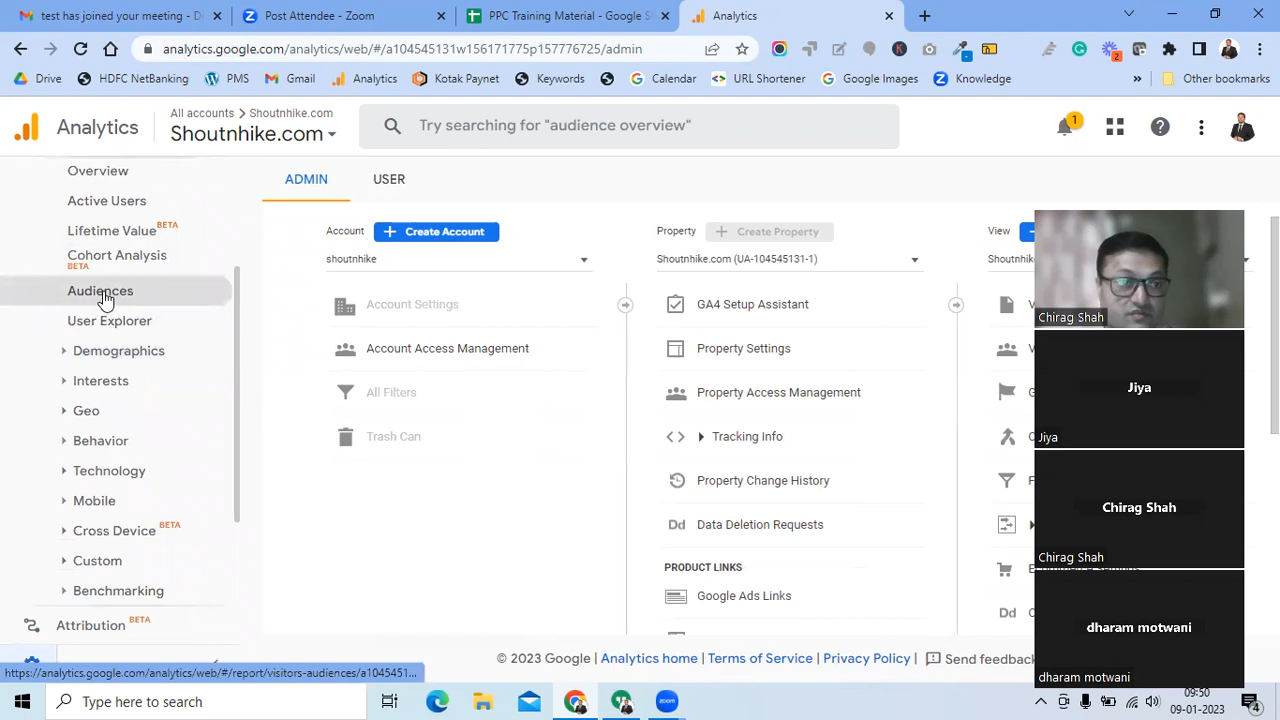 test has joined your meeting - D
Post Attendee - Zoom
PPC Training Material - Google S
Analytics
analytics.google.com/analytics/web/#/a104545131w156171775p157776725/admin
2
Drive
HDFC NetBanking
PMS
Gmail
Analytics
Kotak Paynet
Keywords
Calendar
URL Shortener
Google Images
Knowledge
»
Other bookmarks
Analytics
All accounts > Shoutnhike.com
Shoutnhike.com
Try searching for "audience overview"
1
Overview
Active Users
Lifetime Value BETA
Cohort Analysis
BETA
Audiences
User Explorer
Demographics
Interests
Geo
Behavior
Technology
Mobile
Cross Device BETA
Custom
Benchmarking
Attribution BETA
ADMIN
USER
Account
+ Create Account
shoutnhike
Account Settings
Account Access Management
All Filters
Trash Can
Property
+ Create Property
Shoutnhike.com (UA-104545131-1)
GA4 Setup Assistant
Property Settings
Property Access Management
Tracking Info
Property Change History
Dd Data Deletion Requests
PRODUCT LINKS
Google Ads Links
View
+
Shoutnh
Dd
Chirag Shah
Jiya
Jiya
Chirag Shah
Chirag Shah
dharam motwani
dharam motwani
© 2023 Google | Analytics home | Terms of Service | Privacy Policy | Send feedback
https://analytics.google.com/analytics/web/#/report/visitors-audiences/a1045451...
Type here to search
zoom
09:50
09-01-2023
4